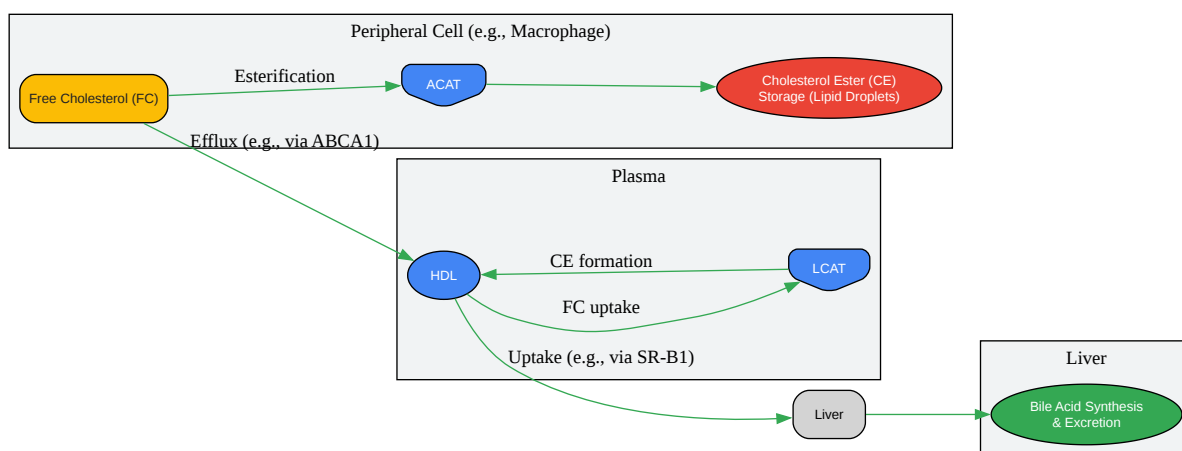 Peripheral Cell (e.g., Macrophage)
Free Cholesterol (FC)
Esterification
ACAT
Cholesterol Ester (CE)
Storage (Lipid Droplets)
Efflux (e.g., via ABCA1)
Plasma
HDL
CE formation
LCAT
FC uptake
Uptake (e.g., via SR-B1)
Liver
Liver
Bile Acid Synthesis
& Excretion